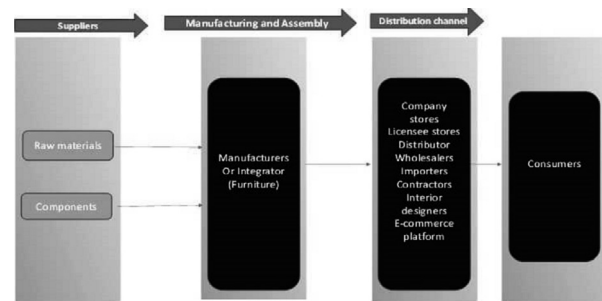 Suppliers
Manufacturing and Assembly
Distribution channel
Raw materials
Components
Manufacturers
Or Integrator
(Furniture)
Company
stores
Licensee stores
Distributor
Wholesalers
Importers
Contractors
Interior
designers
E-commerce
platform
Consumers